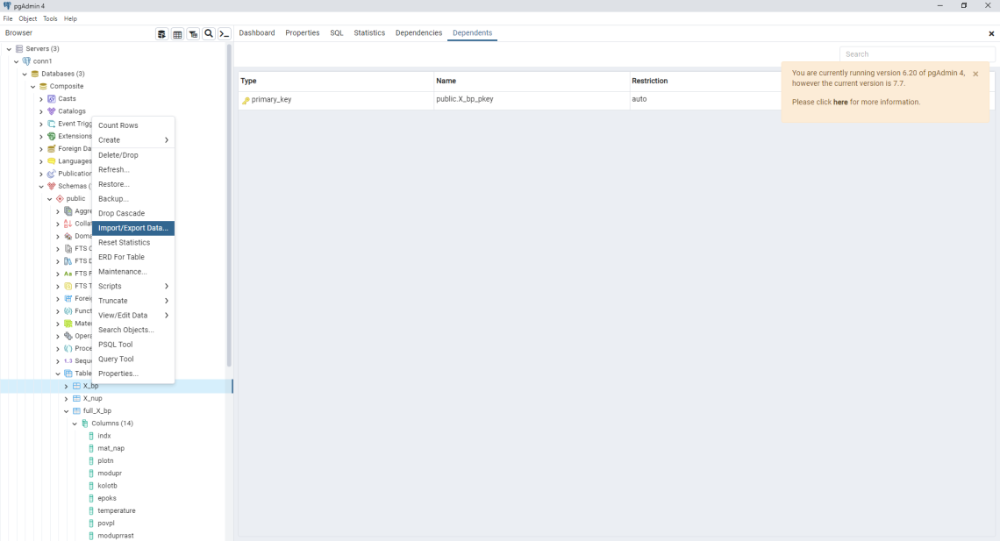 pgAdmin 4
File Object Tools Help
Browser
Dashboard Properties SQL Statistics Dependencies Dependents
Servers (3)
conn1
Databases (3)
Composite
Casts
Catalogs
Event Trigg
Extensions
Foreign Da
Languages
Publication
Schemas (
public
Aggre
Colla
Doma
FTS C
FTS D
Aa FTS F
FTS T
Forei
Funct
Mate
Opera
Proce
1..3 Sequ
Table
X_bp
X_nup
full_X_bp
Columns (14)
indx
mat_nap
plotn
modupr
kolotb
epoks
temperature
povpl
moduprrast
Count Rows
Create
Delete/Drop
Refresh...
Restore...
Backup...
Drop Cascade
Import/Export Data...
Reset Statistics
ERD For Table
Maintenance...
Scripts
Truncate
View/Edit Data
Search Objects...
PSQL Tool
Query Tool
Properties...
Search
Type Name Restriction
primary_key public.X_bp_pkey auto
You are currently running version 6.20 of pgAdmin 4,
however the current version is 7.7.
Please click here for more information.